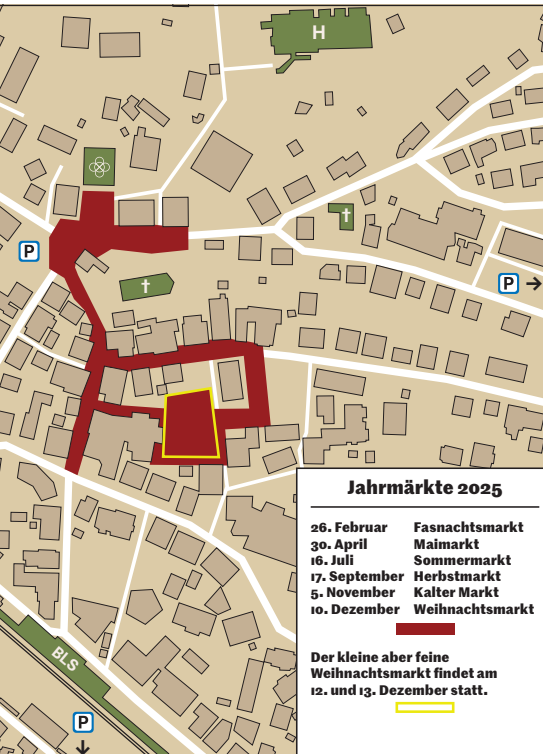 H
P
P
Jahrmärkte 2025
26. Februar Fasnachtsmarkt
30. April Maimarkt
16. Juli Sommermarkt
17. September Herbstmarkt
5. November Kalter Markt
10. Dezember Weihnachtsmarkt
Der kleine aber feine
Weihnachtsmarkt findet am
12. und 13. Dezember statt.
BLS
P